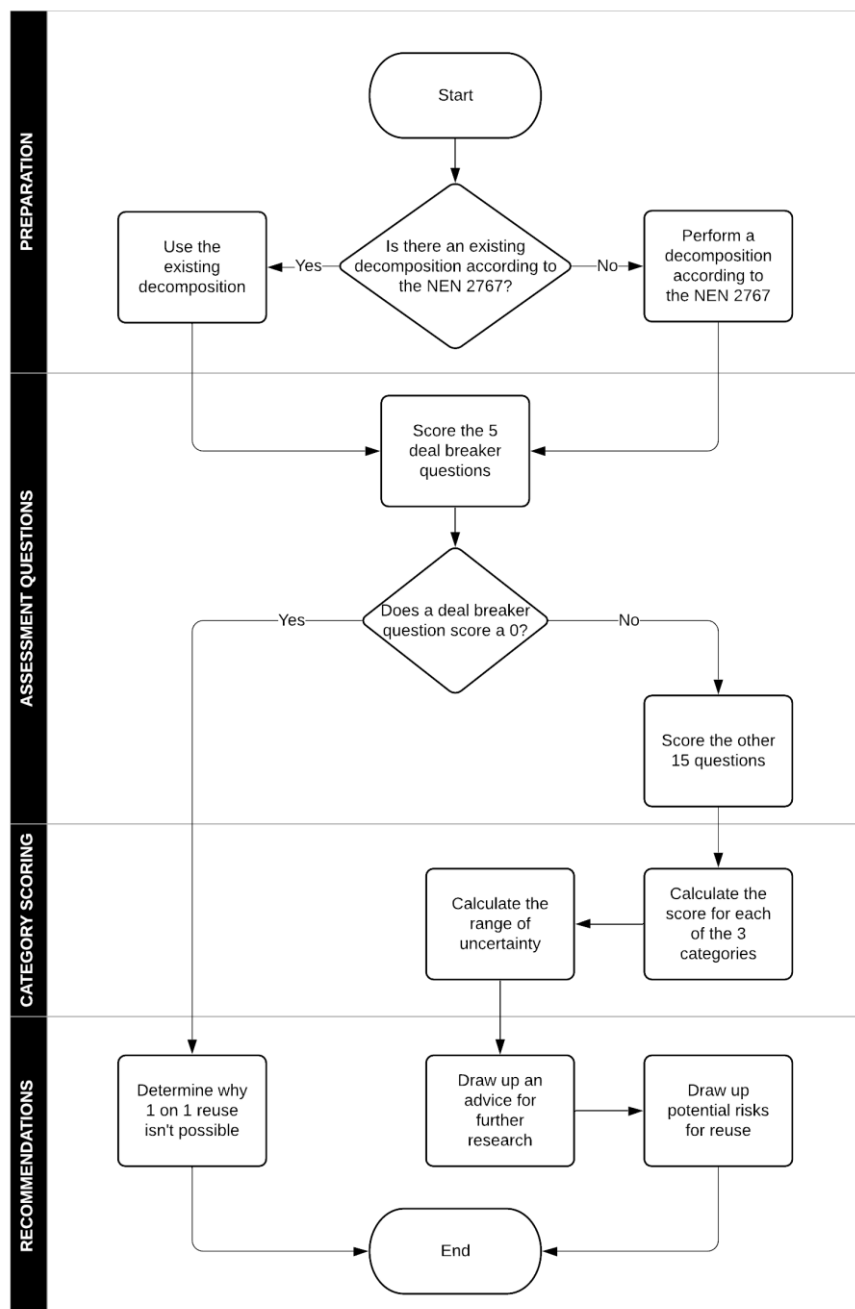 PREPARATION
Start
Is there an existing
decomposition according to
the NEN 2767?
Yes
No
Use the
existing
decomposition
Perform a
decomposition
according to
the NEN 2767
ASSESSMENT QUESTIONS
Score the 5
deal breaker
questions
Does a deal breaker
question score a 0?
Yes
No
Score the other
15 questions
CATEGORY SCORING
Calculate the
score for each
of the 3
categories
Calculate the
range of
uncertainty
RECOMMENDATIONS
Determine why
1 on 1 reuse
isn't possible
Draw up an
advice for
further
research
Draw up
potential risks
for reuse
End